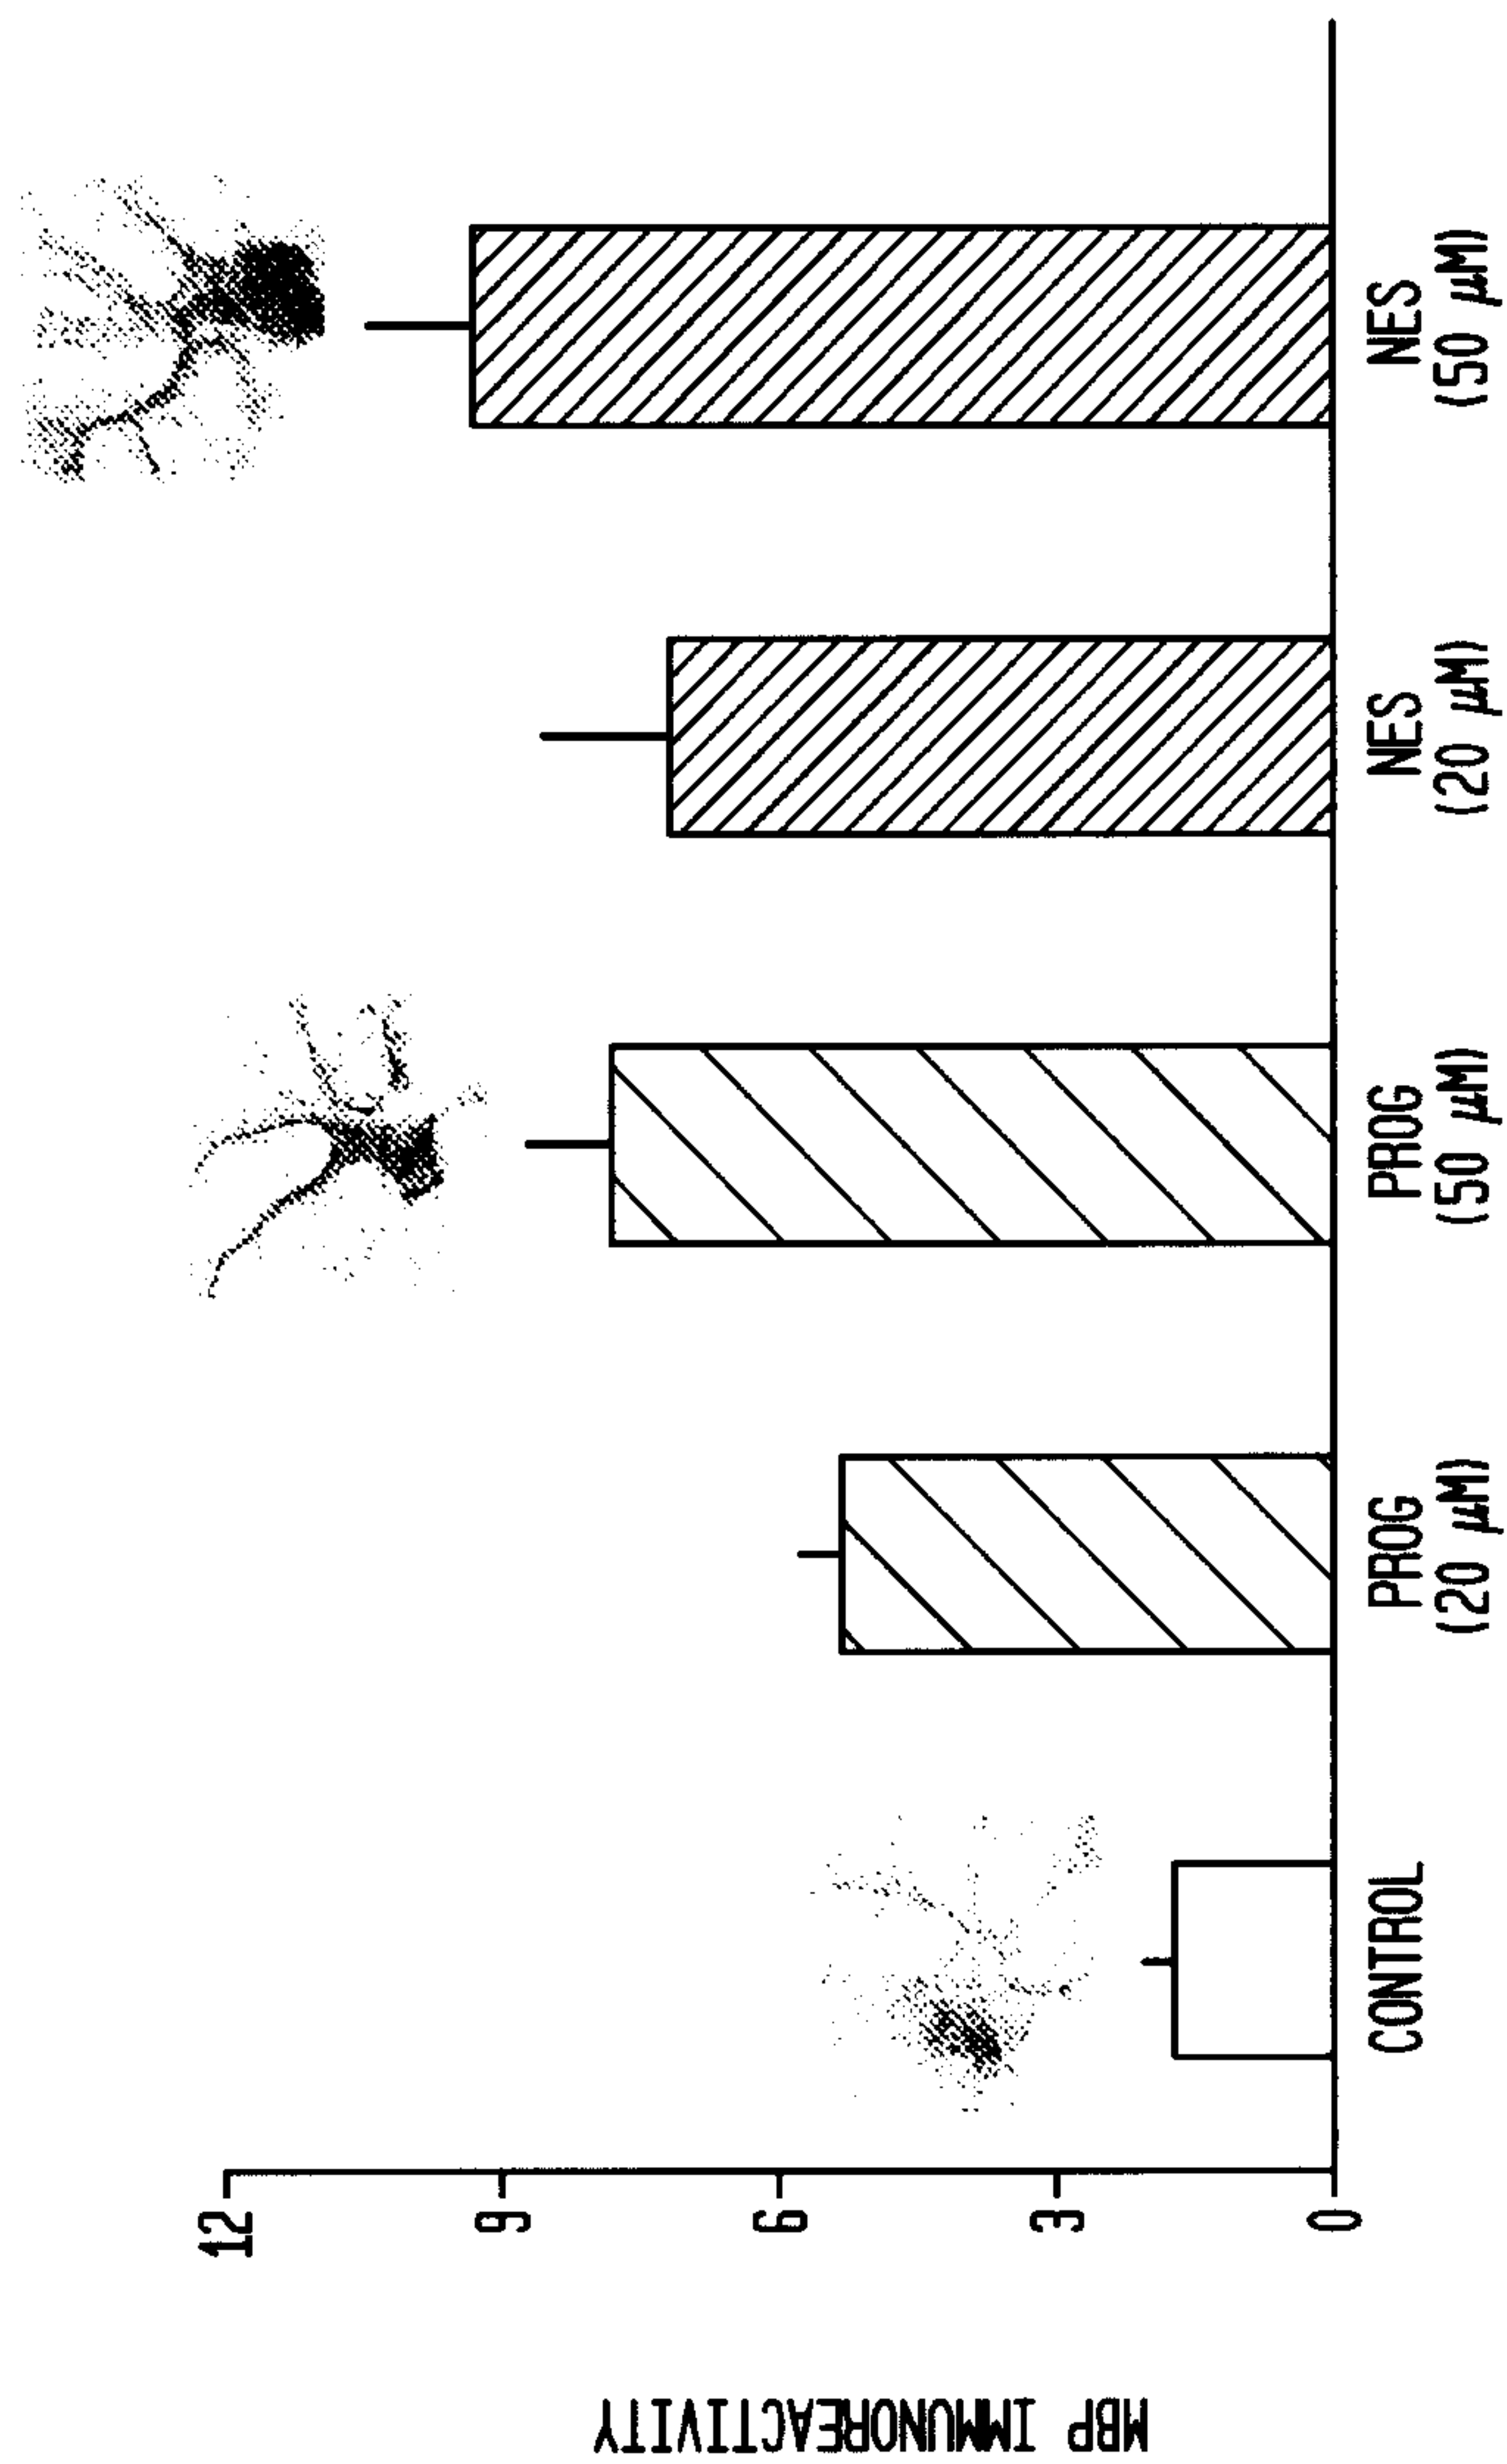 MBP IMMUNOREACTIVITY
12
9
6
3
0
CONTROL
PROG
(20 µM)
PROG
(50 µM)
NES
(20 µM)
NES
(50 µM)